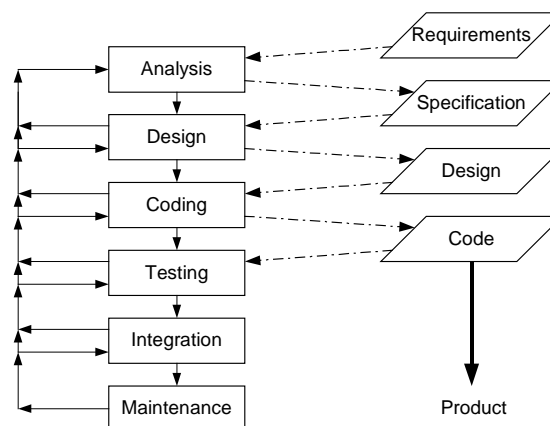 Requirements
Analysis
Specification
Design
Design
Coding
Code
Testing
Integration
Maintenance
Product